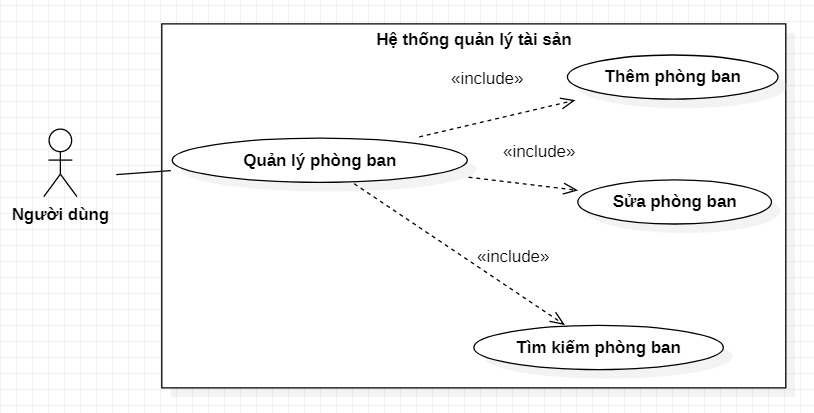 Hệ thống quản lý tài sản
Thêm phòng ban
«include»
«include»
Quản lý phòng ban
Sửa phòng ban
Người dùng
«include»
Tìm kiếm phòng ban